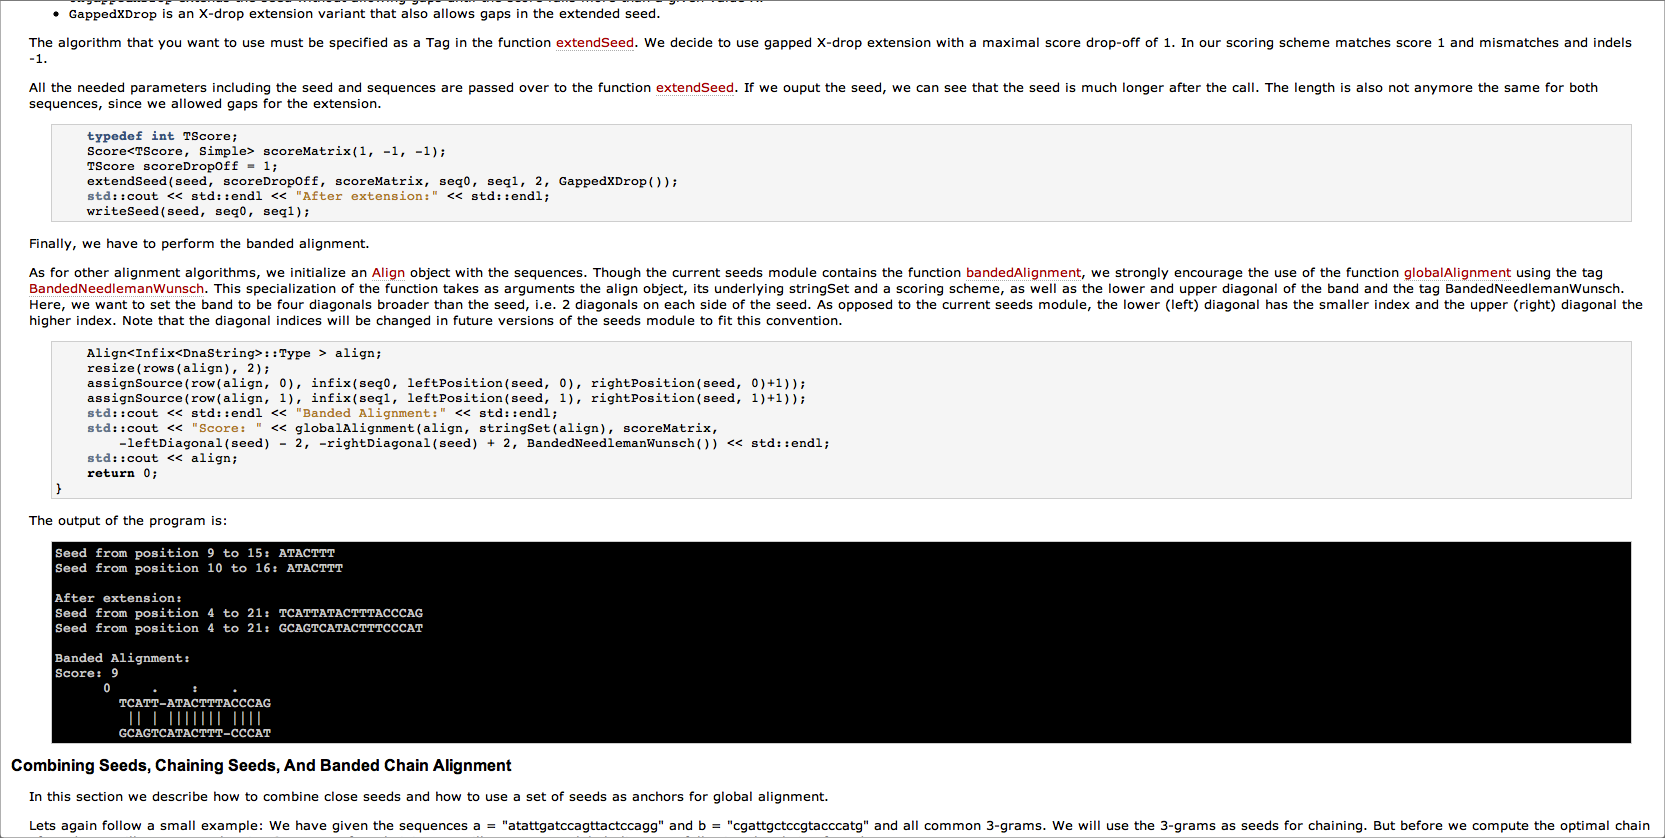 GappedXDrop is an X-drop extension variant that also allows gaps in the extended seed.
The algorithm that you want to use must be specified as a Tag in the function extendSeed. We decide to use gapped X-drop extension with a maximal score drop-off of 1. In our scoring scheme matches score 1 and mismatches and indels
-1.
All the needed parameters including the seed and sequences are passed over to the function extendSeed. If we ouput the seed, we can see that the seed is much longer after the call. The length is also not anymore the same for both
sequences, since we allowed gaps for the extension.
typedef int TScore;
Score<TScore, Simple> scoreMatrix(1, -1, -1);
TScore scoreDropOff = 1;
extendSeed(seed, scoreDropOff, scoreMatrix, seq0, seq1, 2, GappedXDrop());
std::cout << std::endl << "After extension:" << std::endl;
writeSeed(seed, seq0, seq1);
Finally, we have to perform the banded alignment.
As for other alignment algorithms, we initialize an Align object with the sequences. Though the current seeds module contains the function bandedAlignment, we strongly encourage the use of the function globalAlignment using the tag
BandedNeedlemanWunsch. This specialization of the function takes as arguments the align object, its underlying stringSet and a scoring scheme, as well as the lower and upper diagonal of the band and the tag BandedNeedlemanWunsch.
Here, we want to set the band to be four diagonals broader than the seed, i.e. 2 diagonals on each side of the seed. As opposed to the current seeds module, the lower (left) diagonal has the smaller index and the upper (right) diagonal the
higher index. Note that the diagonal indices will be changed in future versions of the seeds module to fit this convention.
Align<Infix<DnaString>::Type > align;
resize(rows(align), 2);
assignSource(row(align, 0), infix(seq0, leftPosition(seed, 0), rightPosition(seed, 0)+1));
assignSource(row(align, 1), infix(seq1, leftPosition(seed, 1), rightPosition(seed, 1)+1));
std::cout << std::endl << "Banded Alignment:" << std::endl;
std::cout << "Score: " << globalAlignment(align, stringSet(align), scoreMatrix,
-leftDiagonal(seed) - 2, -rightDiagonal(seed) + 2, BandedNeedlemanWunsch()) << std::endl;
std::cout << align;
return 0;
}
The output of the program is:
Seed from position 9 to 15: ATACTTT
Seed from position 10 to 16: ATACTTT
After extension:
Seed from position 4 to 21: TCATTATACTTTACCCAG
Seed from position 4 to 21: GCAGTCATACTTTCCCAT
Banded Alignment:
Score: 9
0     .    :    .
TCATT-ATACTTTACCCAG
 || | ||||||| ||||
GCAGTCATACTTT-CCCAT
Combining Seeds, Chaining Seeds, And Banded Chain Alignment
In this section we describe how to combine close seeds and how to use a set of seeds as anchors for global alignment.
Lets again follow a small example: We have given the sequences a = "atattgatccagttactccagg" and b = "cgattgctccgtacccatg" and all common 3-grams. We will use the 3-grams as seeds for chaining. But before we compute the optimal chain